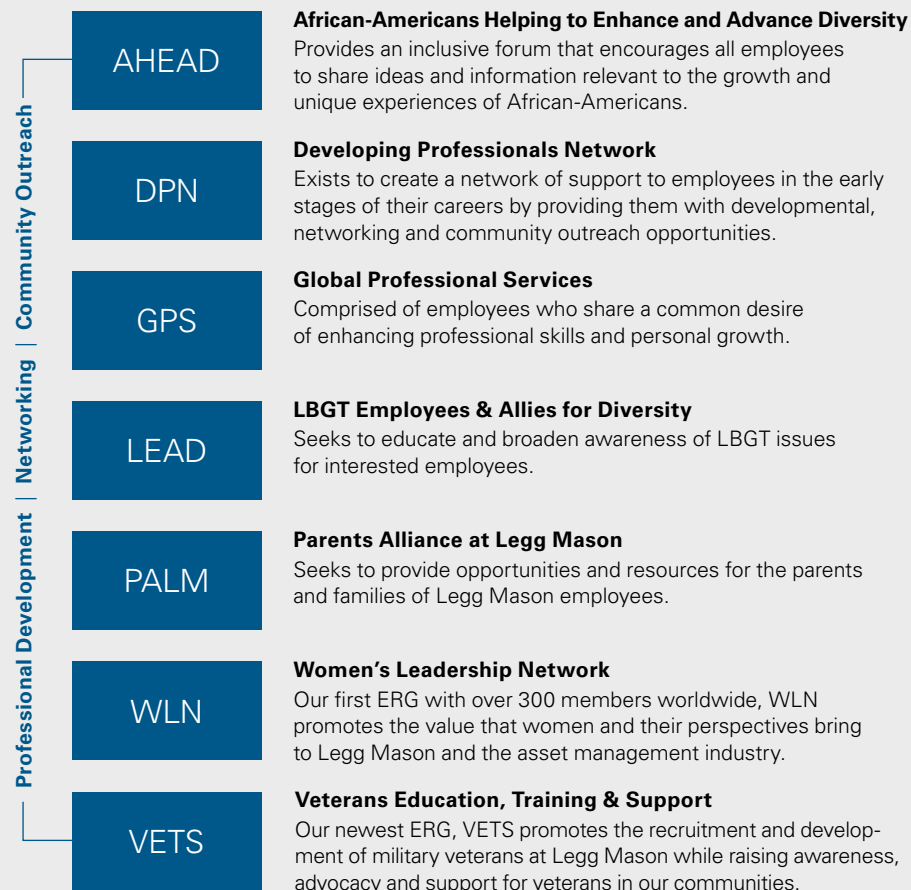 Professional Development | Networking | Community Outreach
AHEAD
African-Americans Helping to Enhance and Advance Diversity
Provides an inclusive forum that encourages all employees
to share ideas and information relevant to the growth and
unique experiences of African-Americans.
DPN
Developing Professionals Network
Exists to create a network of support to employees in the early
stages of their careers by providing them with developmental,
networking and community outreach opportunities.
GPS
Global Professional Services
Comprised of employees who share a common desire
of enhancing professional skills and personal growth.
LEAD
LBGT Employees & Allies for Diversity
Seeks to educate and broaden awareness of LBGT issues
for interested employees.
PALM
Parents Alliance at Legg Mason
Seeks to provide opportunities and resources for the parents
and families of Legg Mason employees.
WLN
Women’s Leadership Network
Our first ERG with over 300 members worldwide, WLN
promotes the value that women and their perspectives bring
to Legg Mason and the asset management industry.
VETS
Veterans Education, Training & Support
Our newest ERG, VETS promotes the recruitment and develop-
ment of military veterans at Legg Mason while raising awareness,
advocacy and support for veterans in our communities.